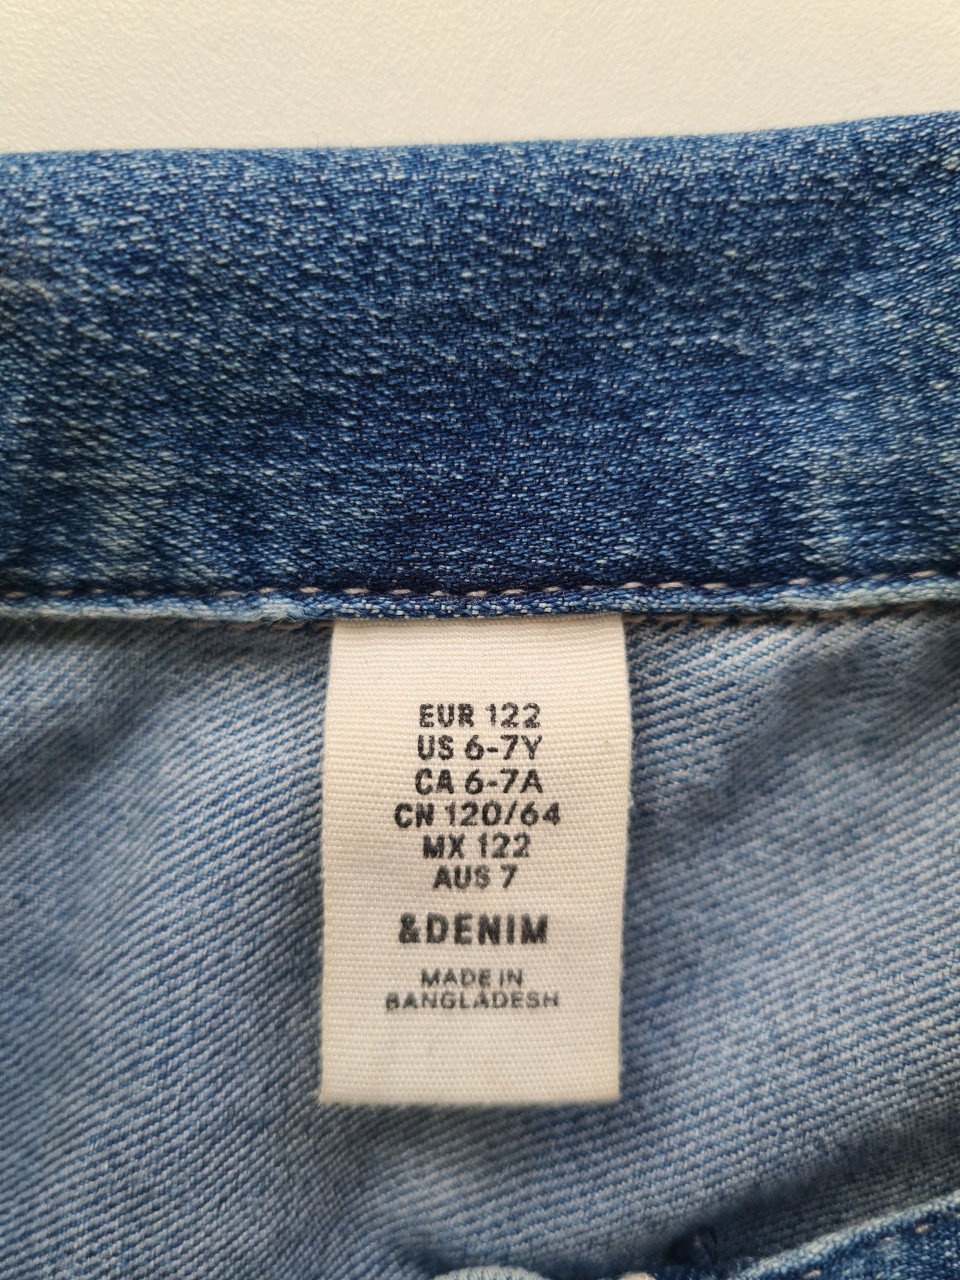 EUR 122
US 6-7Y
CA 6-7A
CN 120/64
MX 122
AUS 7
&DENIM
MADE IN
BANGLADESH